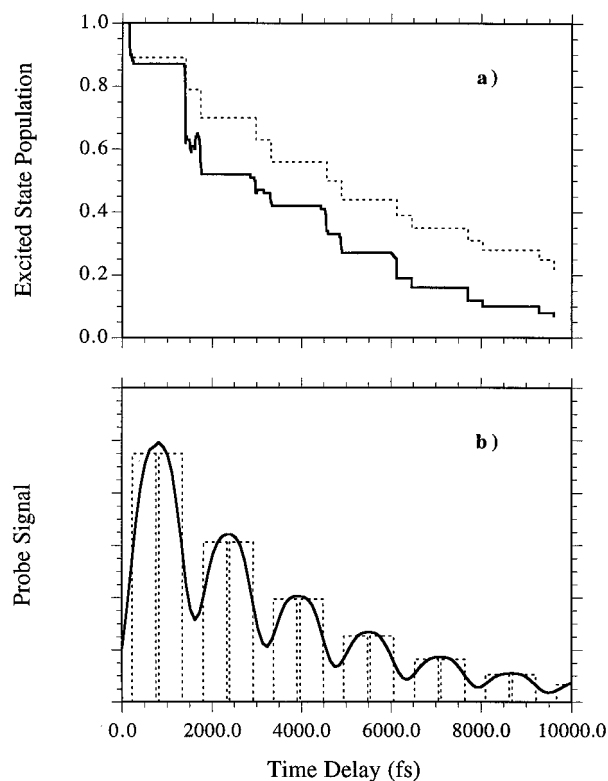 1.0
a)
0.8
0.6
0.4
0.2
0.0
Excited State Population
b)
Probe Signal
0.0 2000.0 4000.0 6000.0 8000.0 10000.0
Time Delay (fs)